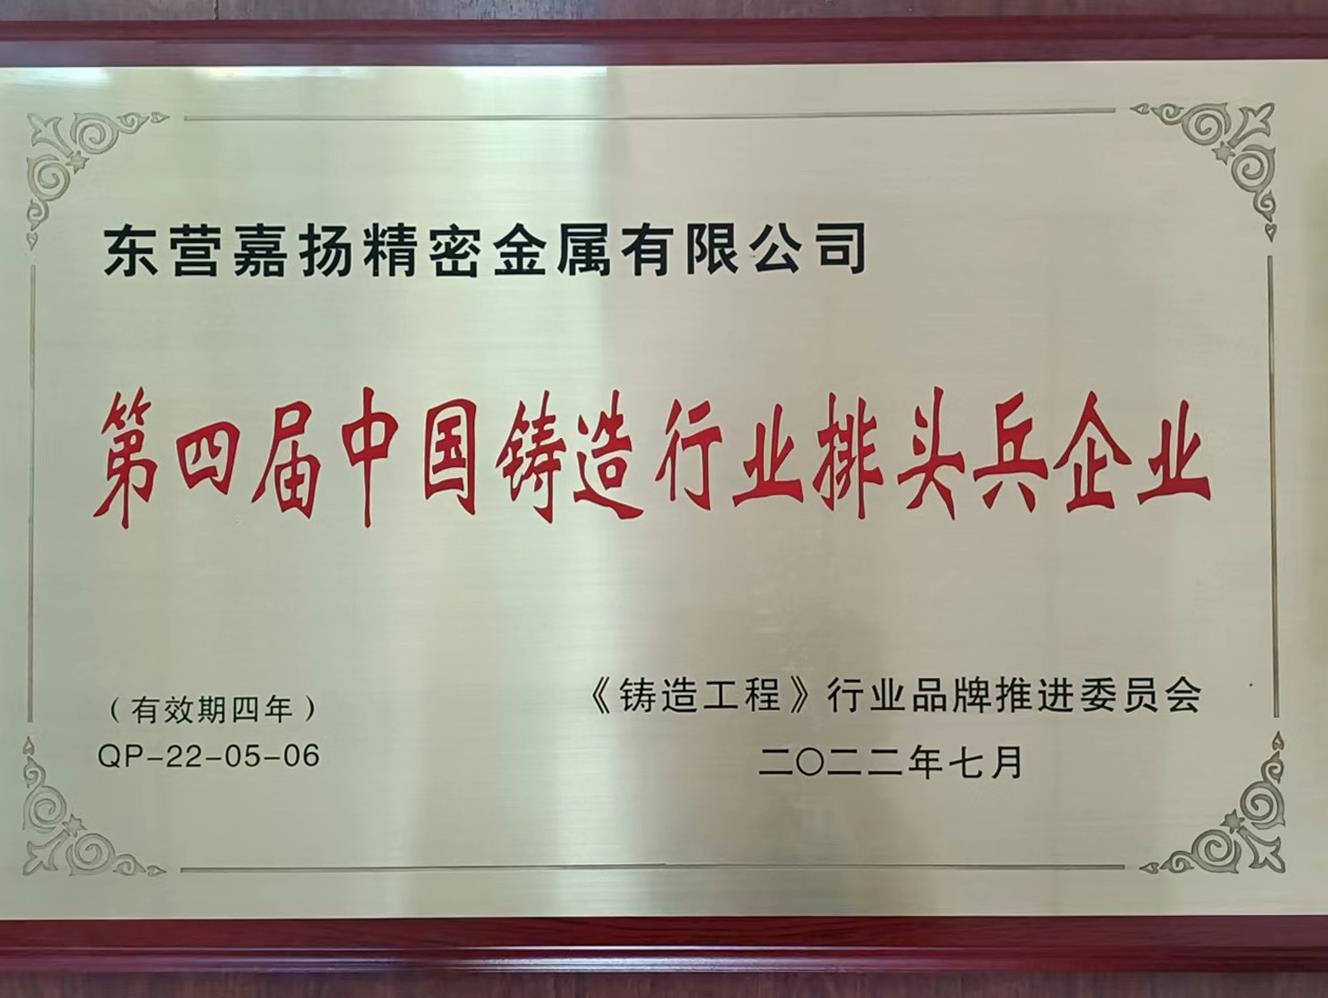 东营嘉扬精密金属有限公司
第四届中国铸造行业排头兵企业
（有效期四年）
QP-22-05-06
《铸造工程》行业品牌推进委员会
二〇二二年七月